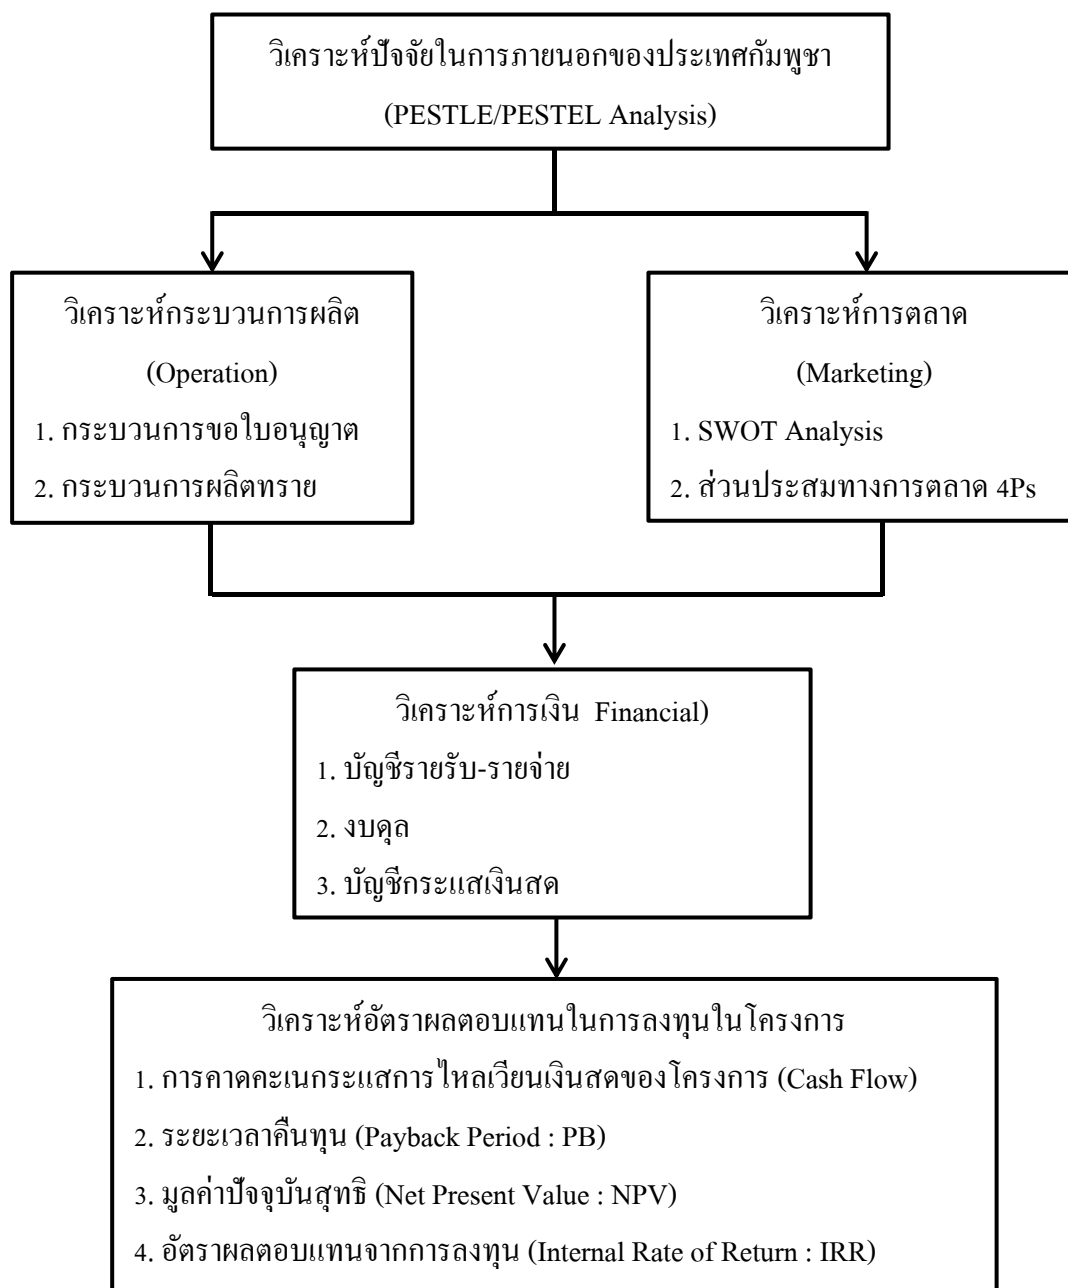 วิเคราะห์ปัจจัยในการภายนอกของประเทศกัมพูชา
(PESTLE/PESTEL Analysis)
วิเคราะห์กระบวนการผลิต
(Operation)
1. กระบวนการขอใบอนุญาต
2. กระบวนการผลิตทราย
วิเคราะห์การตลาด
(Marketing)
1. SWOT Analysis
2. ส่วนประสมทางการตลาด 4Ps
วิเคราะห์การเงิน Financial)
1. บัญชีรายรับ-รายจ่าย
2. งบดุล
3. บัญชีกระแสเงินสด
วิเคราะห์อัตราผลตอบแทนในการลงทุนในโครงการ
1. การคาดคะเนกระแสการไหลเวียนเงินสดของโครงการ (Cash Flow)
2. ระยะเวลาคืนทุน (Payback Period : PB)
3. มูลค่าปัจจุบันสุทธิ (Net Present Value : NPV)
4. อัตราผลตอบแทนจากการลงทุน (Internal Rate of Return : IRR)